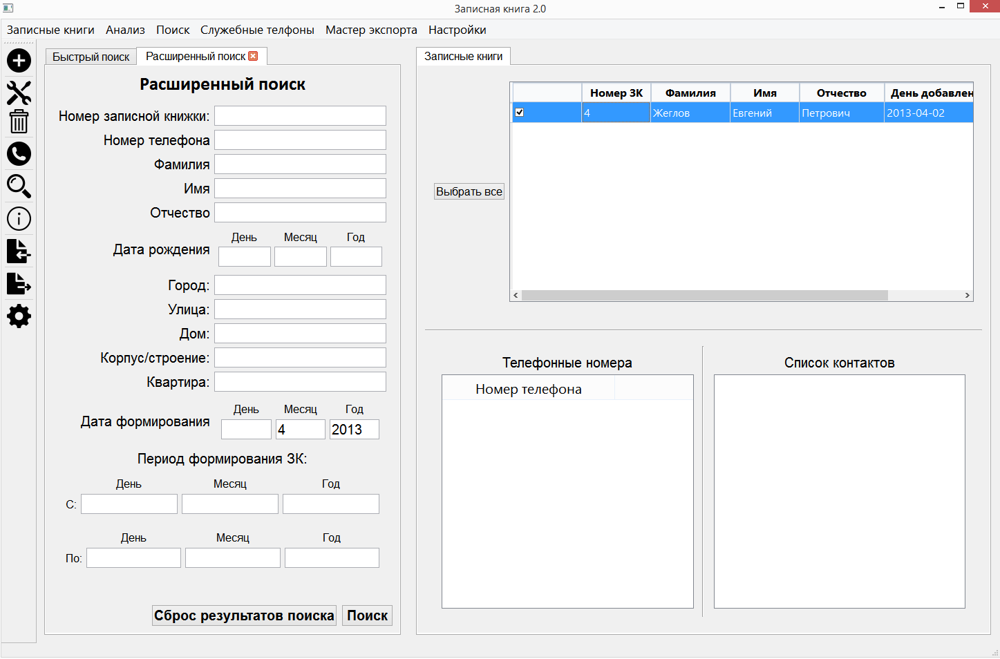 Записная книга 2.0
Записные книги Анализ Поиск Служебные телфоны Мастер экспорта Настройки
Быстрый поиск Расширенный поиск
Расширенный поиск
Номер записной книжки:
Номер телефона
Фамилия
Имя
Отчество
День Месяц Год
Дата рождения
Город:
Улица:
Дом:
Корпус/строение:
Квартира:
День Месяц Год
Дата формирования 4 2013
Период формирования ЗК:
День Месяц Год
С:
День Месяц Год
По:
Сброс результатов поиска Поиск
Записные книги
Номер ЗК Фамилия Имя Отчество День добавлен
4 Жеглов Евгений Петрович 2013-04-02
Выбрать все
Телефонные номера
Номер телефона
Список контактов